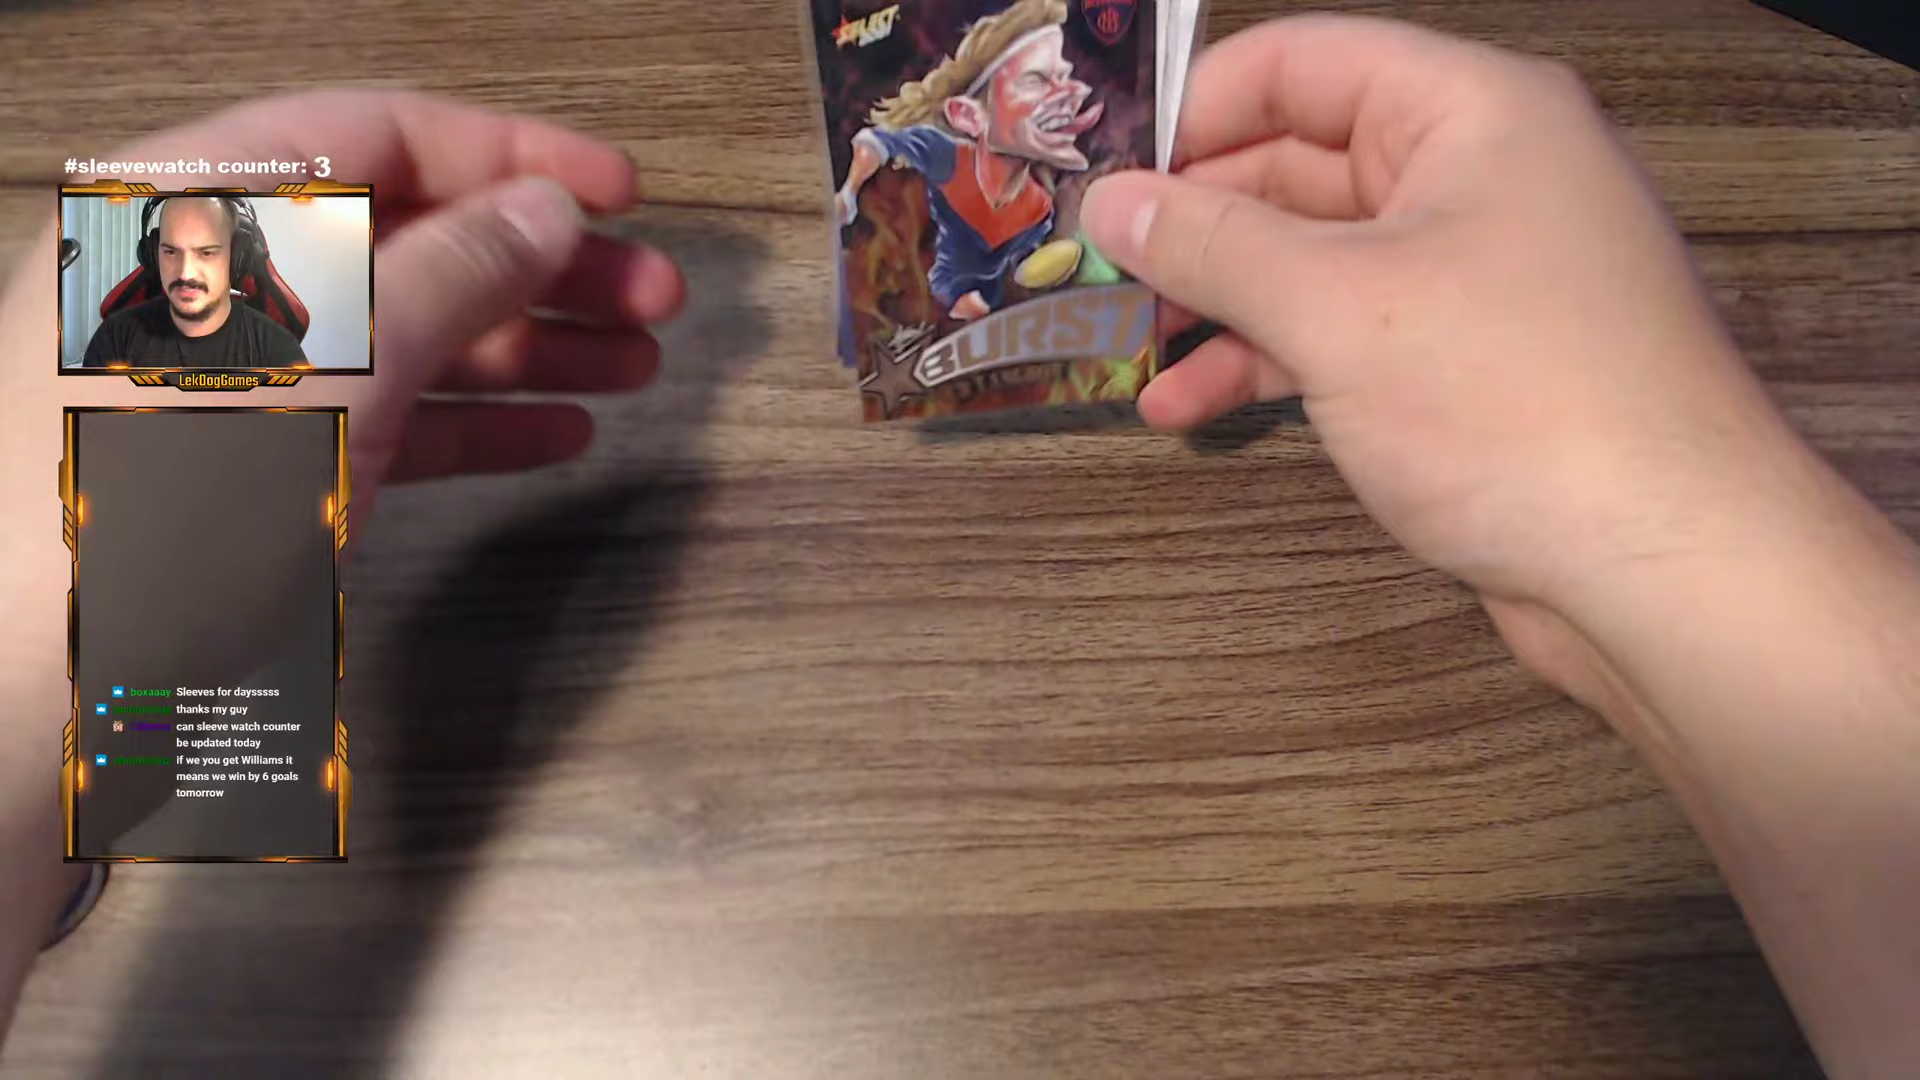 SELECT
#sleevewatch counter: 3
BURST
LekDogGames
boxaaay Sleeves for daysssss
thanks my guy
can sleeve watch counter
be updated today
if we you get Williams it
means we win by 6 goals
tomorrow